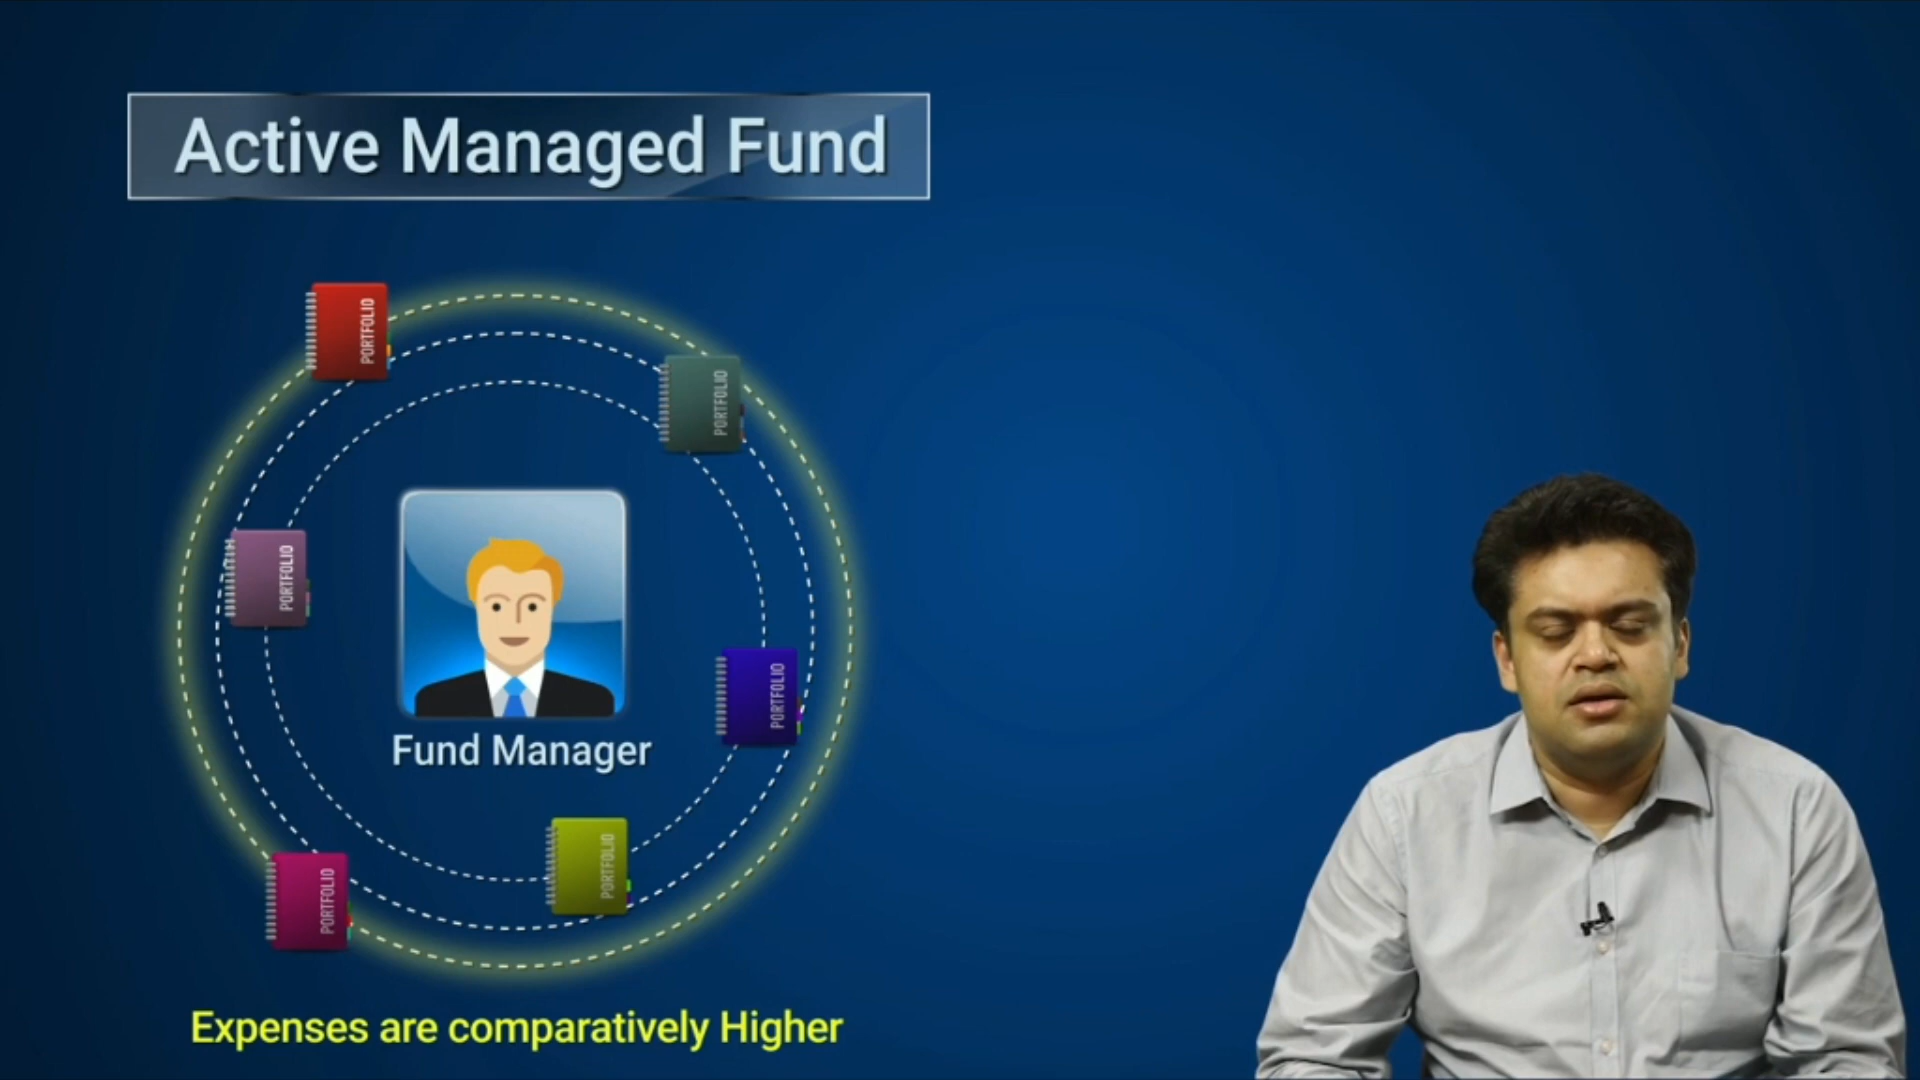 Active Managed Fund
PORTFOLIO
PORTFOLIO
PORTFOLIO
PORTFOLIO
Fund Manager
PORTFOLIO
PORTFOLIO
Expenses are comparatively Higher